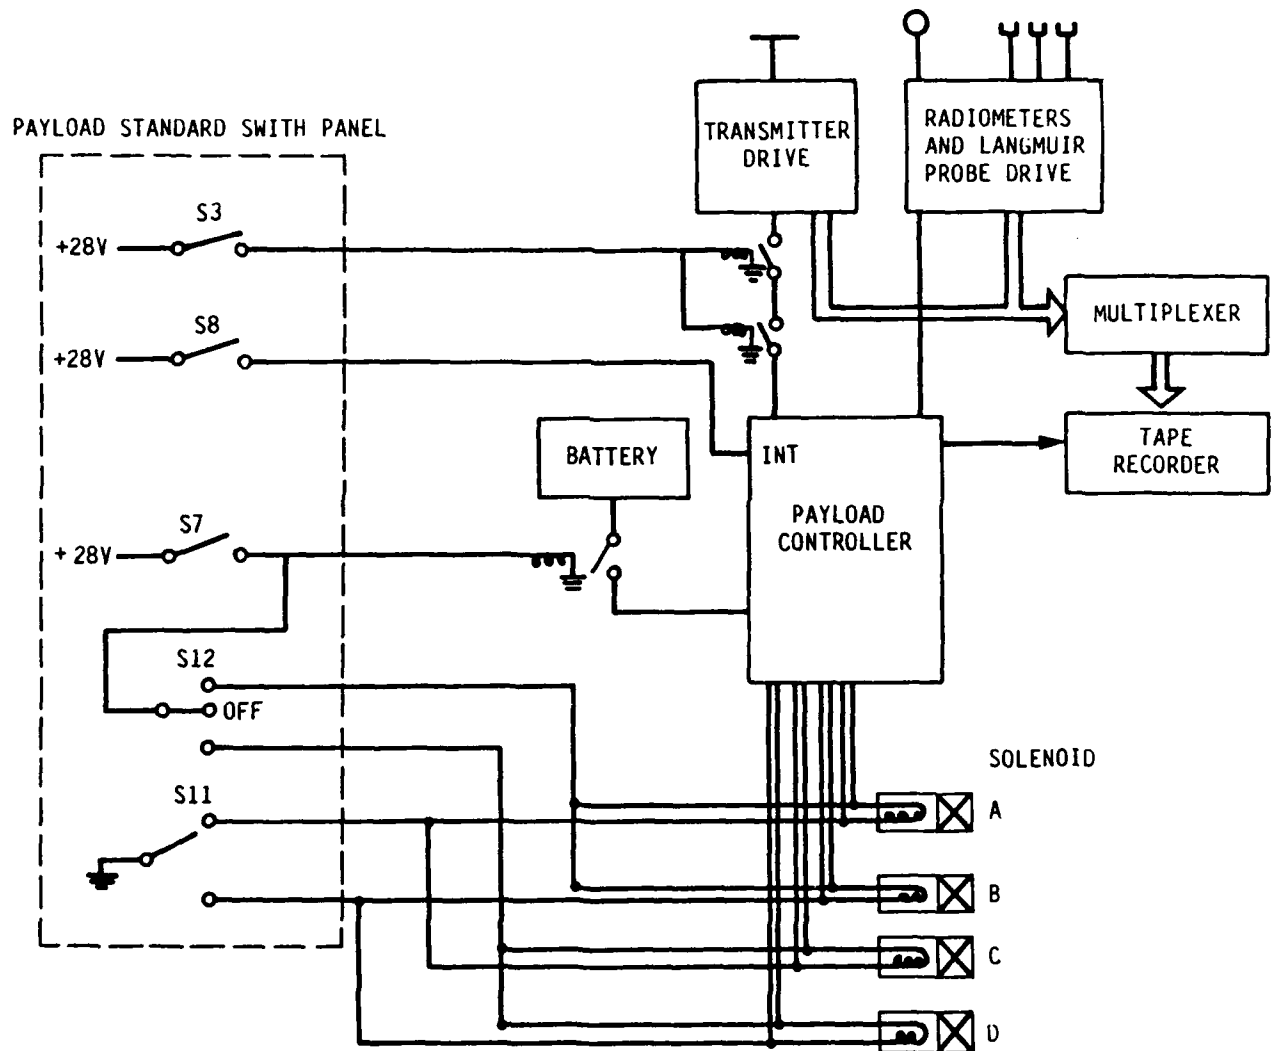 PAYLOAD STANDARD SWITH PANEL
TRANSMITTER
DRIVE
RADIOMETERS
AND LANGMUIR
PROBE DRIVE
S3
+28V
S8
+28V
MULTIPLEXER
BATTERY
INT
PAYLOAD
CONTROLLER
TAPE
RECORDER
S7
+ 28V
S12
OFF
S11
SOLENOID
A
B
C
D